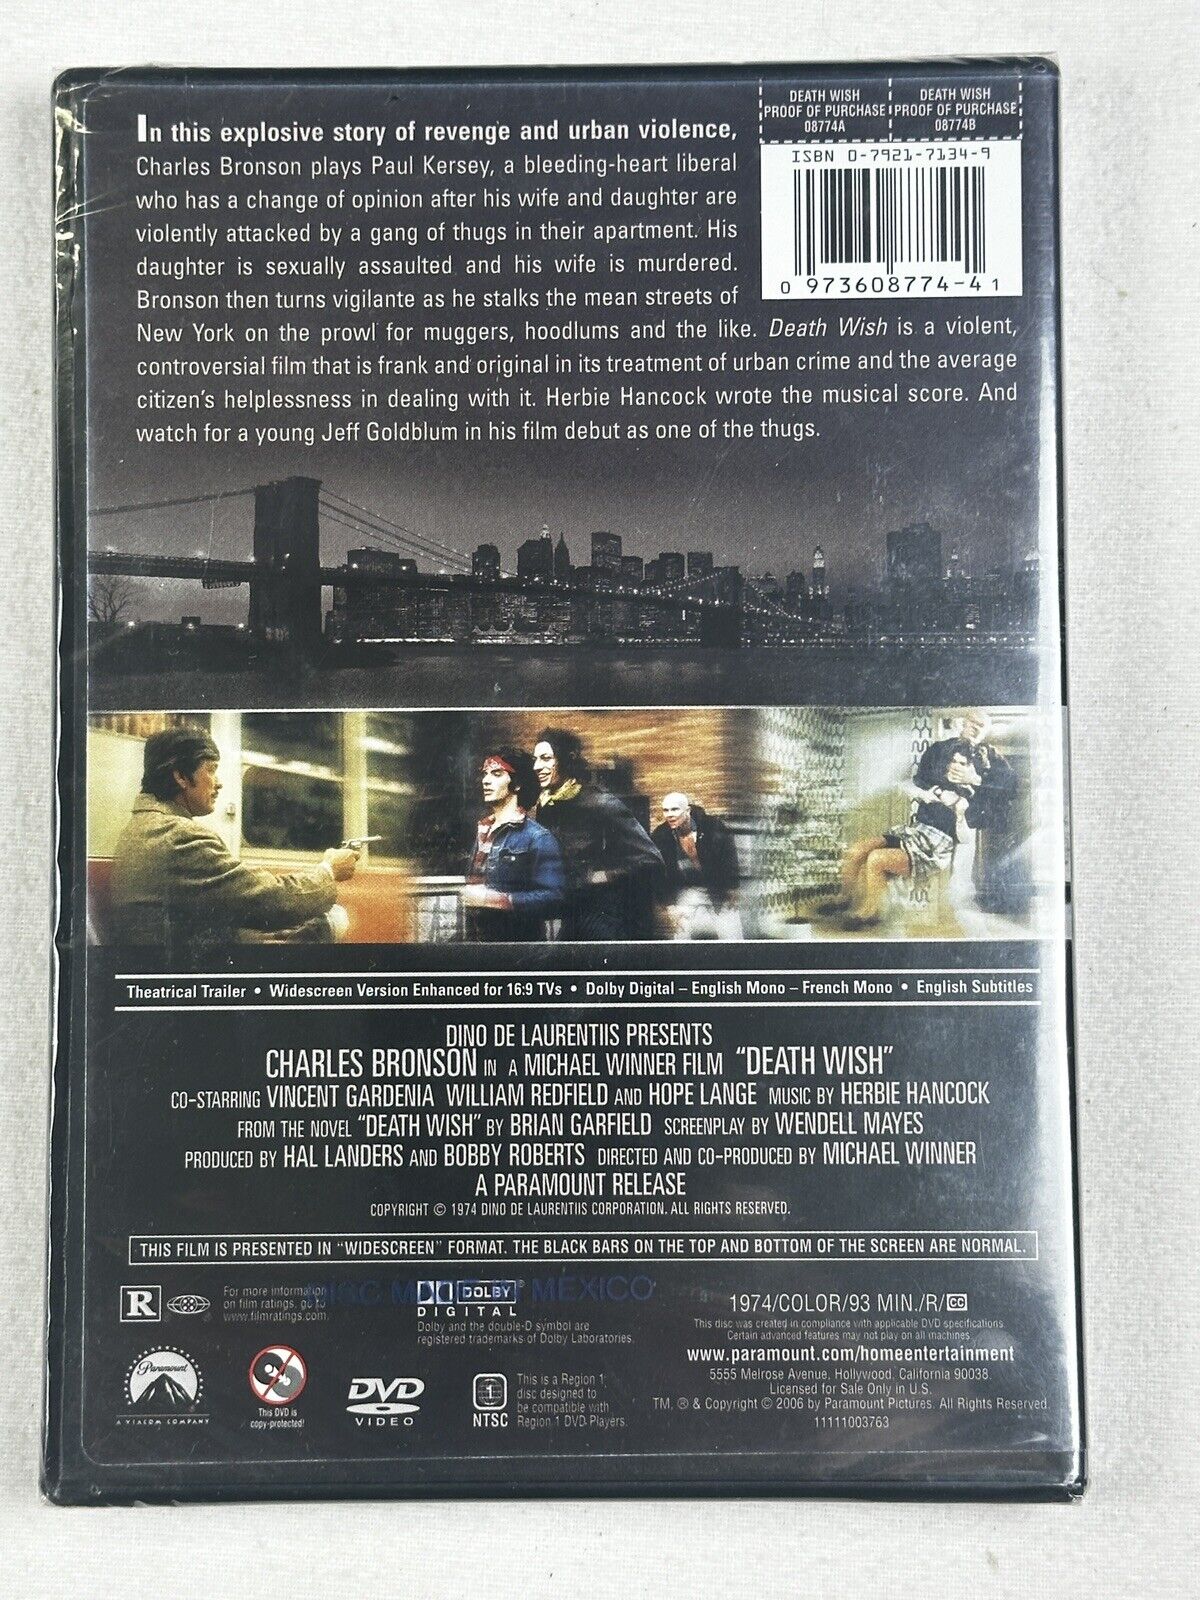 In this explosive story of revenge and urban violence,
Charles Bronson plays Paul Kersey, a bleeding-heart liberal
who has a change of opinion after his wife and daughter are
violently attacked by a gang of thugs in their apartment. His
daughter is sexually assaulted and his wife is murdered.
Bronson then turns vigilante as he stalks the mean streets of
New York on the prowl for muggers, hoodlums and the like. Death Wish is a violent,
controversial film that is frank and original in its treatment of urban crime and the average
citizen's helplessness in dealing with it. Herbie Hancock wrote the musical score. And
watch for a young Jeff Goldblum in his film debut as one of the thugs.
DEATH WISH
PROOF OF PURCHASE
08774A
DEATH WISH
PROOF OF PURCHASE
08774B
ISBN 0-7921-7134-9
0 97360 8774-4 1
Theatrical Trailer • Widescreen Version Enhanced for 16:9 TVs • Dolby Digital – English Mono – French Mono • English Subtitles
DINO DE LAURENTIIS PRESENTS
CHARLES BRONSON IN A MICHAEL WINNER FILM "DEATH WISH"
CO-STARRING VINCENT GARDENIA WILLIAM REDFIELD AND HOPE LANGE MUSIC BY HERBIE HANCOCK
FROM THE NOVEL "DEATH WISH" BY BRIAN GARFIELD SCREENPLAY BY WENDELL MAYES
PRODUCED BY HAL LANDERS AND BOBBY ROBERTS DIRECTED AND CO-PRODUCED BY MICHAEL WINNER
A PARAMOUNT RELEASE
COPYRIGHT © 1974 DINO DE LAURENTIIS CORPORATION. ALL RIGHTS RESERVED.
THIS FILM IS PRESENTED IN "WIDESCREEN" FORMAT. THE BLACK BARS ON THE TOP AND BOTTOM OF THE SCREEN ARE NORMAL.
R
For more information
on film ratings, go to
www.filmratings.com.
DISC MADE IN MEXICO
DOLBY®
DIGITAL
Dolby and the double-D symbol are
registered trademarks of Dolby Laboratories.
1974/COLOR/93 MIN./R/CC
This disc was created in compliance with applicable DVD specifications.
Certain advanced features may not play on all machines.
www.paramount.com/homeentertainment
5555 Melrose Avenue, Hollywood, California 90038.
Licensed for Sale Only in U.S.
TM, ® & Copyright © 2006 by Paramount Pictures. All Rights Reserved.
11111003763
Paramount
A VIACOM COMPANY
This DVD is
copy-protected!
DVD
VIDEO
1
NTSC
This is a Region 1
disc designed to
be compatible with
Region 1 DVD Players.